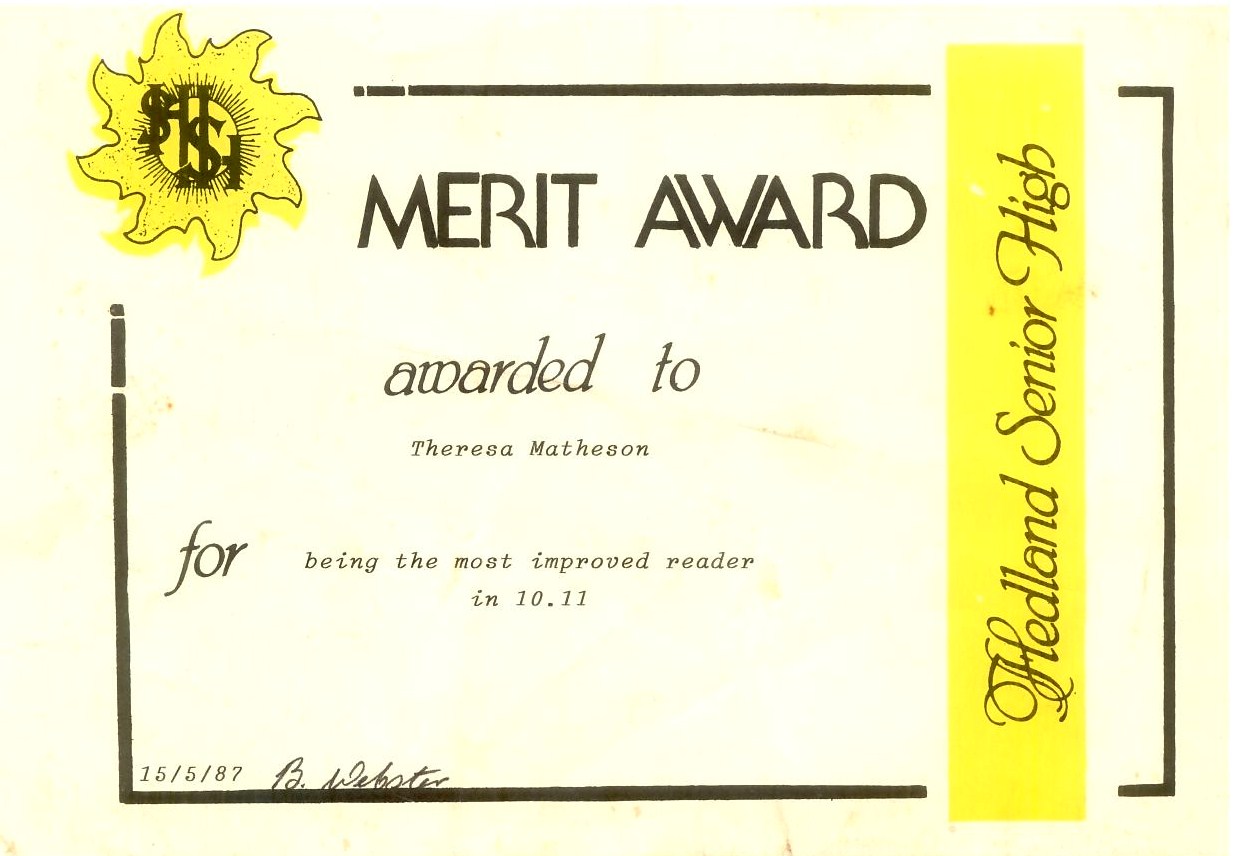 HSHS
MERIT AWARD
awarded to
Theresa Matheson
for being the most improved reader
in 10.11
15/5/87 B. Webster
Hedland Senior High